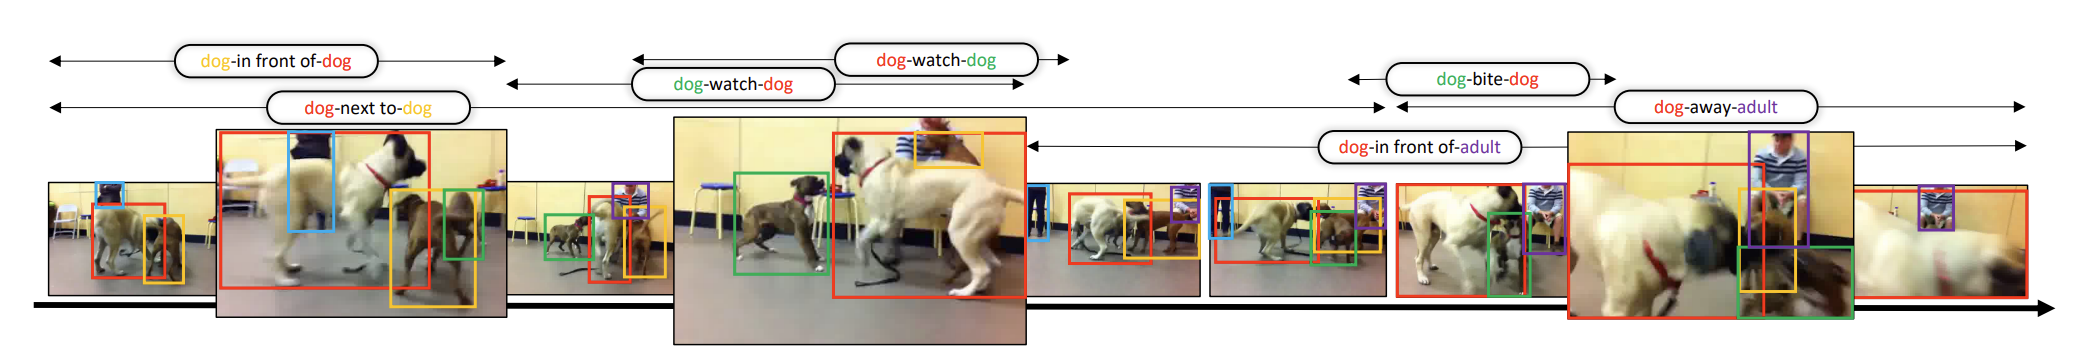 dog-in front of-dog
dog-watch-dog
dog-watch-dog
dog-bite-dog
dog-next to-dog
dog-away-adult
dog-in front of-adult